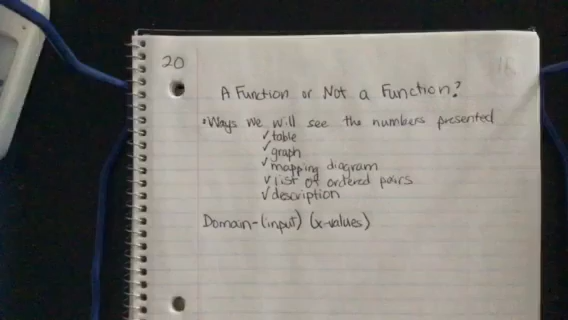 20
A Function or Not a Function?
•Ways we will see the numbers presented
✓table
✓graph
✓mapping diagram
✓list of ordered pairs
✓description
Domain-(input) (x-values)